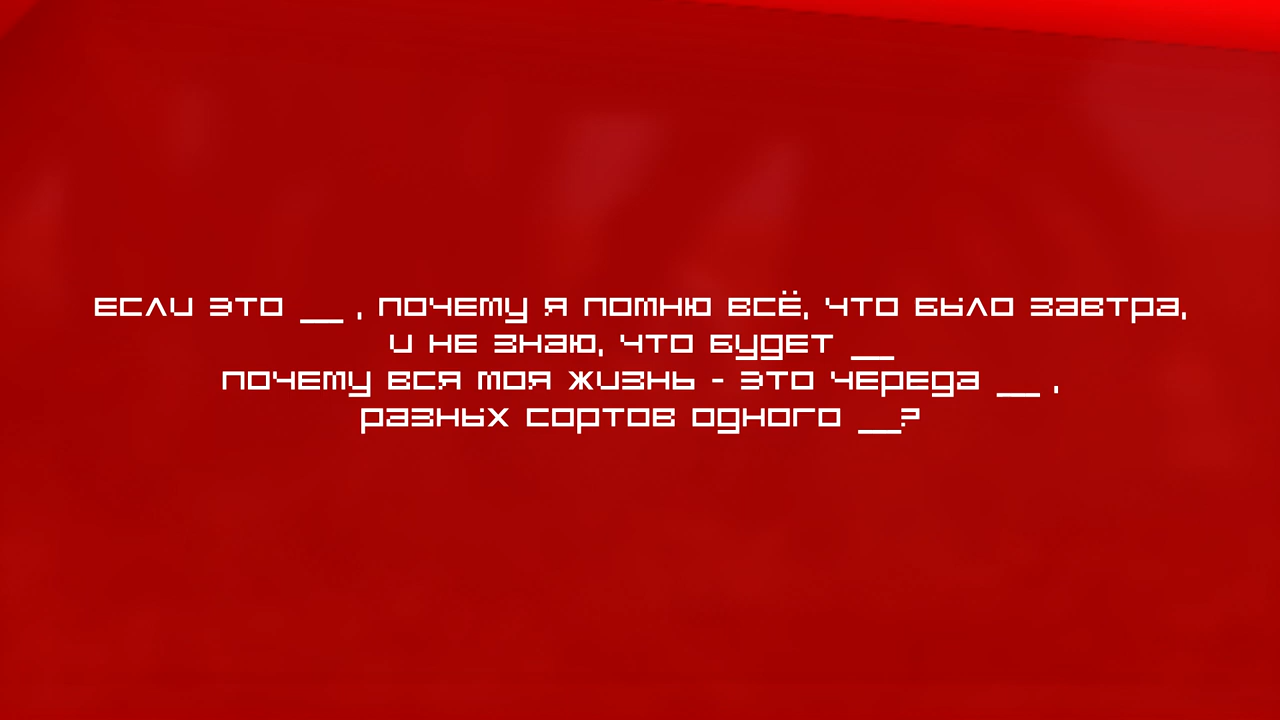 если это __ , почему я помню всё, что было завтра,
и не знаю, что будет __
почему вся моя жизнь - это череда __ ,
разных сортов одного __?